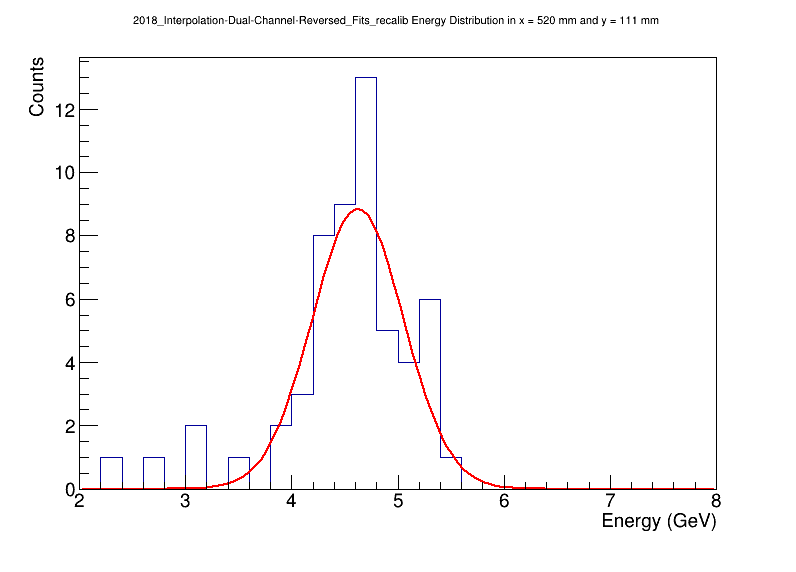 2018_Interpolation-Dual-Channel-Reversed_Fits_recalib Energy Distribution in x = 520 mm and y = 111 mm
Counts
12
10
8
6
4
2
0
2 3 4 5 6 7 8
Energy (GeV)